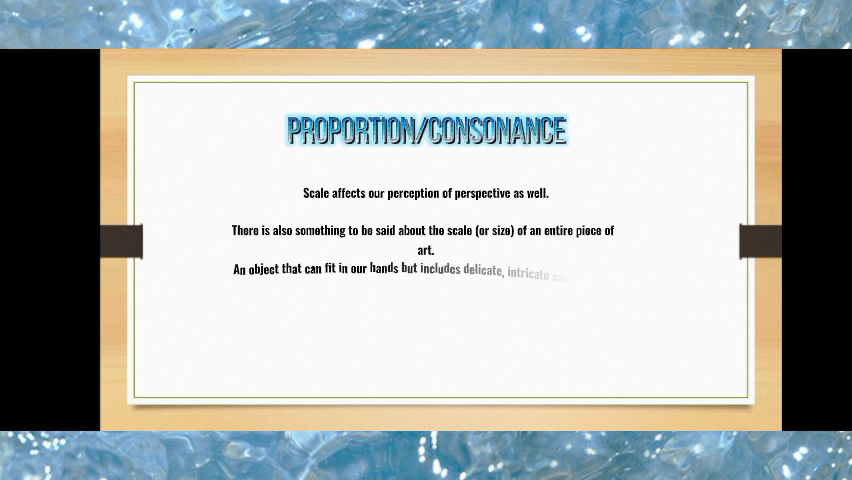 PROPORTION/CONSONANCE
Scale affects our perception of perspective as well.
There is also something to be said about the scale (or size) of an entire piece of
art.
An object that can fit in our hands but includes delicate, intricate